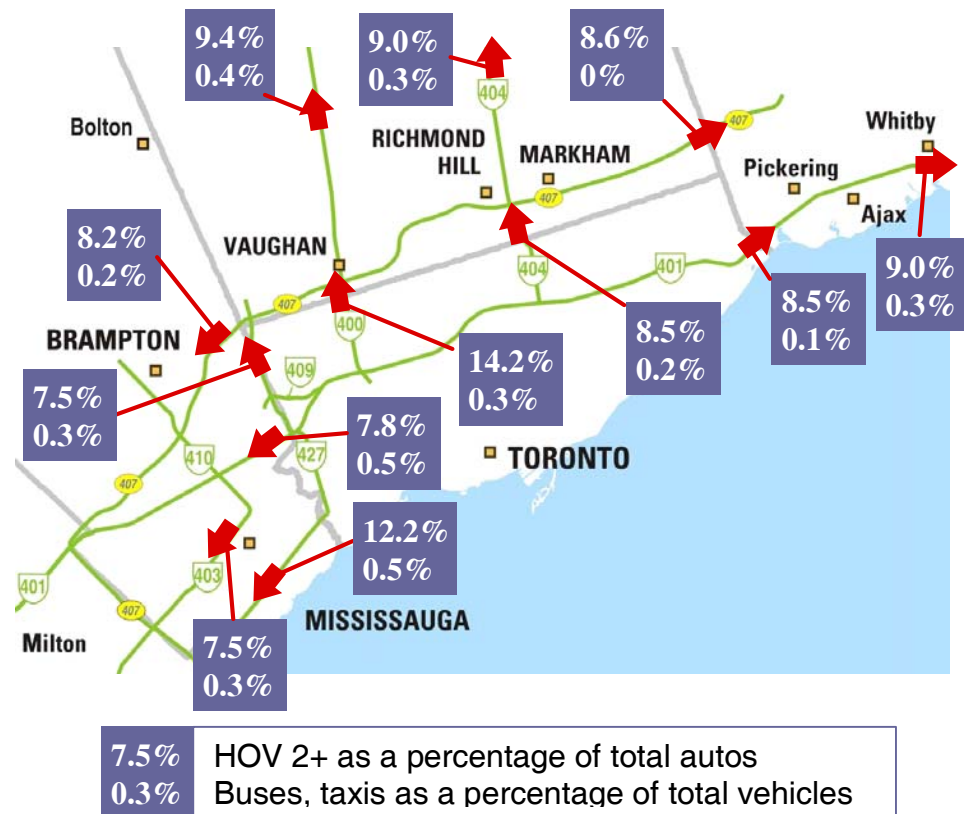 9.4%
0.4%
9.0%
0.3%
8.6%
0%
404
407
Bolton
Whitby
RICHMOND
HILL
MARKHAM
Pickering
407
Ajax
8.2%
0.2%
VAUGHAN
9.0%
0.3%
404
401
407
8.5%
0.1%
8.5%
0.2%
400
BRAMPTON
14.2%
0.3%
409
7.5%
0.3%
7.8%
0.5%
410
427
TORONTO
407
12.2%
0.5%
401
403
407
MISSISSAUGA
Milton
7.5%
0.3%
7.5% HOV 2+ as a percentage of total autos
0.3% Buses, taxis as a percentage of total vehicles